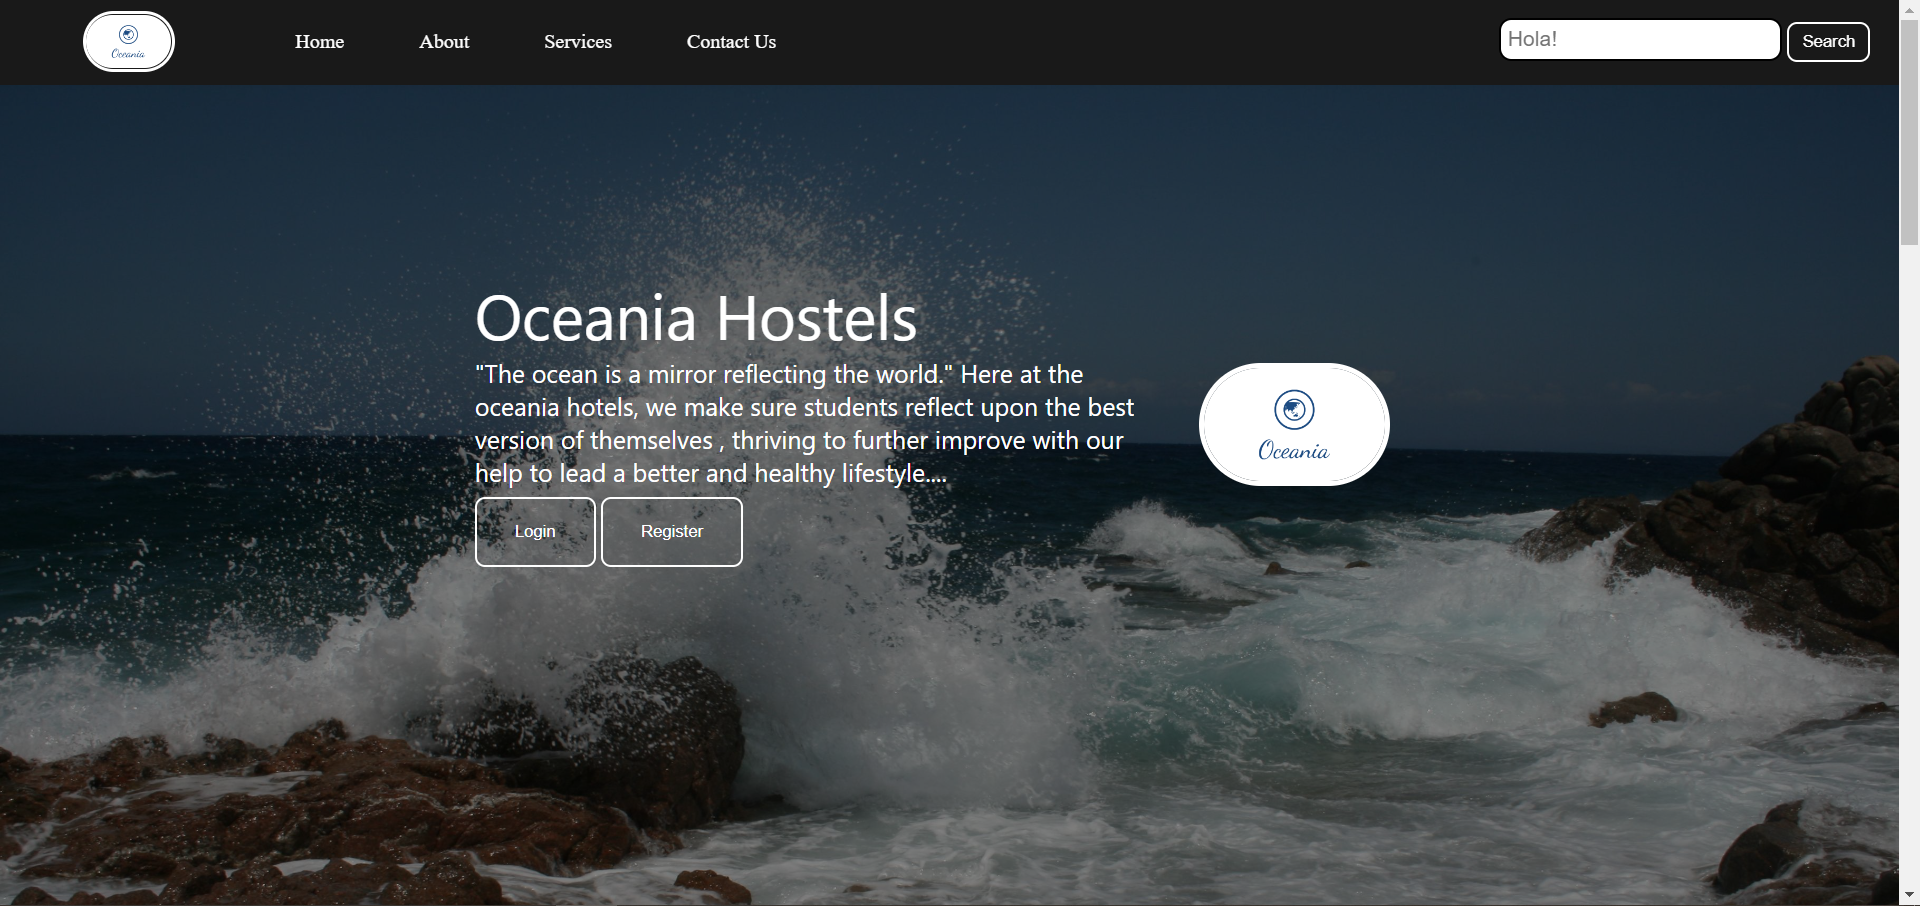 Oceania
Home
About
Services
Contact Us
Hola!
Search
Oceania Hostels
"The ocean is a mirror reflecting the world." Here at the
oceania hotels, we make sure students reflect upon the best
version of themselves , thriving to further improve with our
help to lead a better and healthy lifestyle....
Oceania
Login
Register